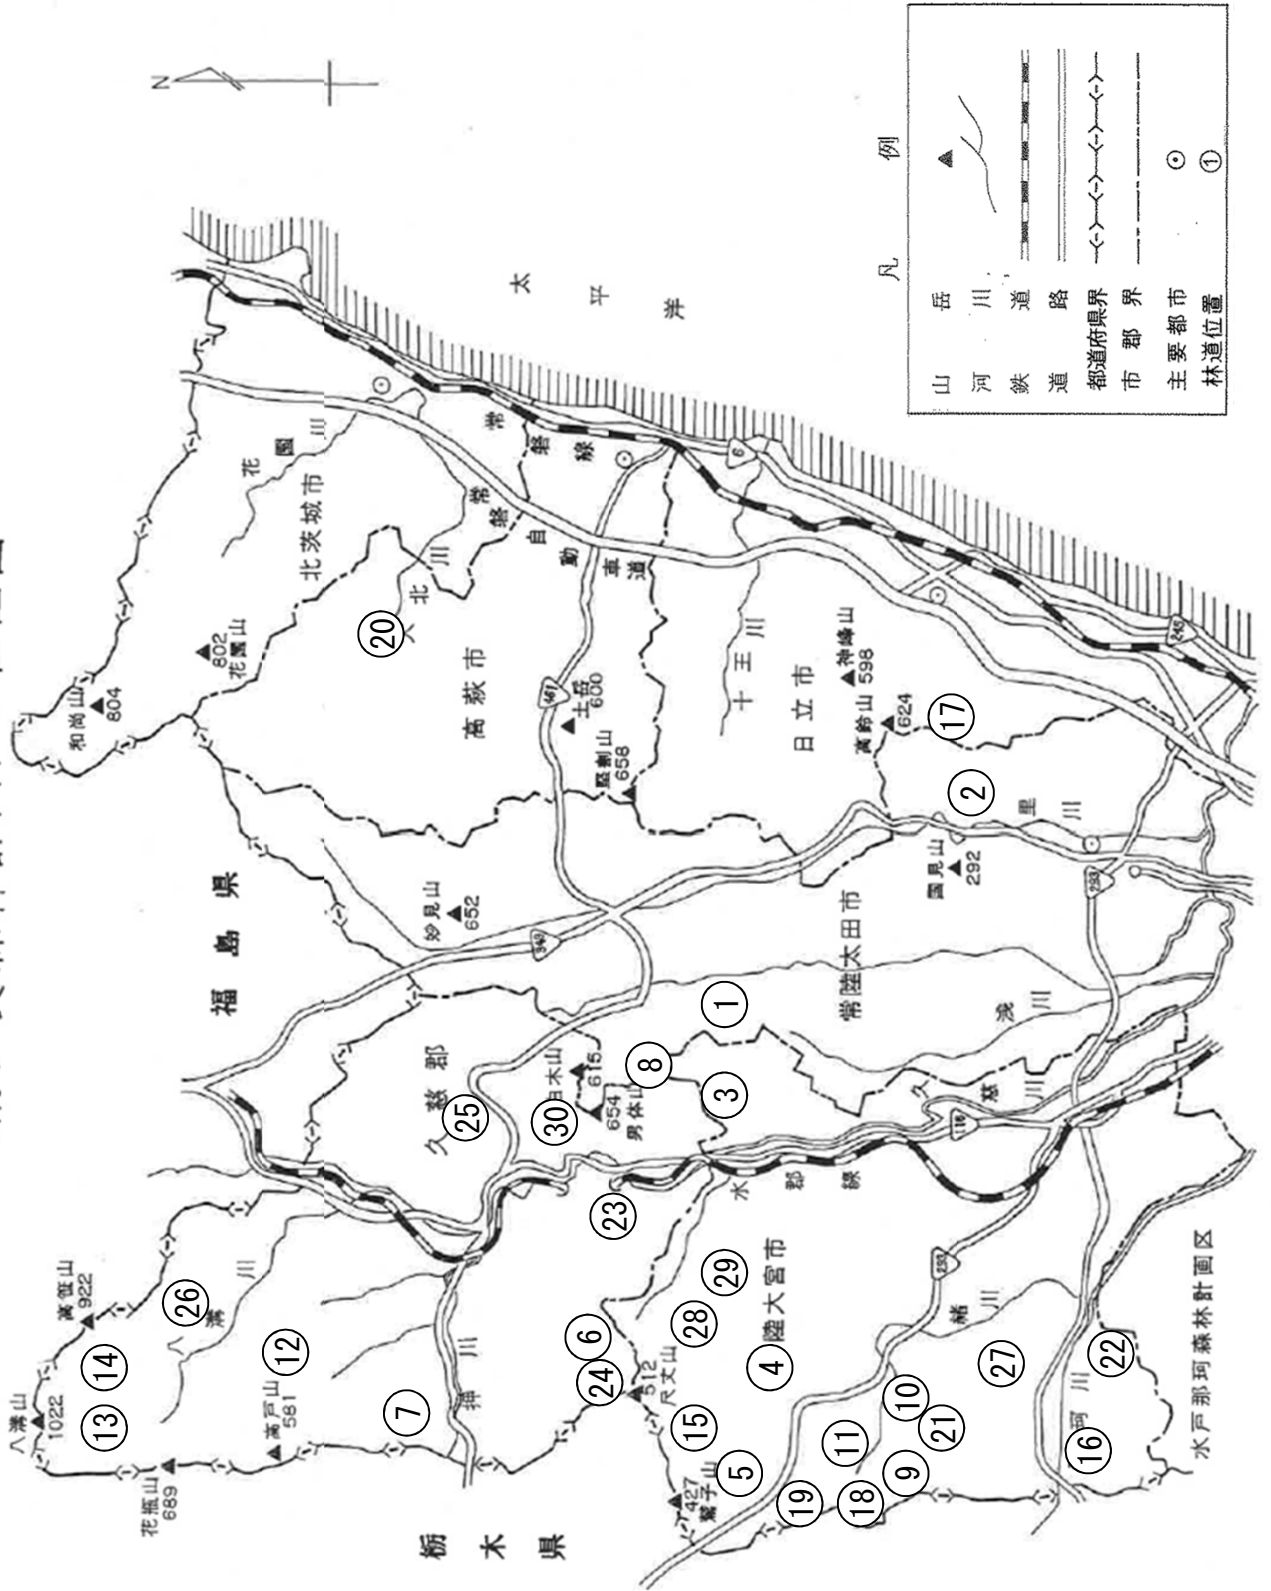 N
八溝山
1022
高笹山
922
花瓶山
689
高戸山
581
八溝川
押川
福島県
栃木県
和尚山
804
802
花園山
花園川
北茨城市
大北川
高萩市
常磐線
常磐自動車道
妙見山
652
349
461
土岳
600
竪割山
658
久慈郡
615
654
男体山
512
尺丈山
427
鷲子山
水郡線
常陸大宮市
緒川
293
118
久慈川
浅川
常陸太田市
国見山
292
里川
293
十王川
日立市
神峰山
598
高鈴山
624
6
245
太平洋
水戸那珂森林計画区
①
②
③
④
⑤
⑥
⑦
⑧
⑨
⑩
⑪
⑫
⑬
⑭
⑮
⑯
⑰
⑱
⑲
⑳
㉑
㉒
㉓
㉔
㉕
㉖
㉗
㉘
㉙
㉚
凡例
山岳
河川
鉄道
道路
都道府県界
市郡界
主要都市
林道位置 ①